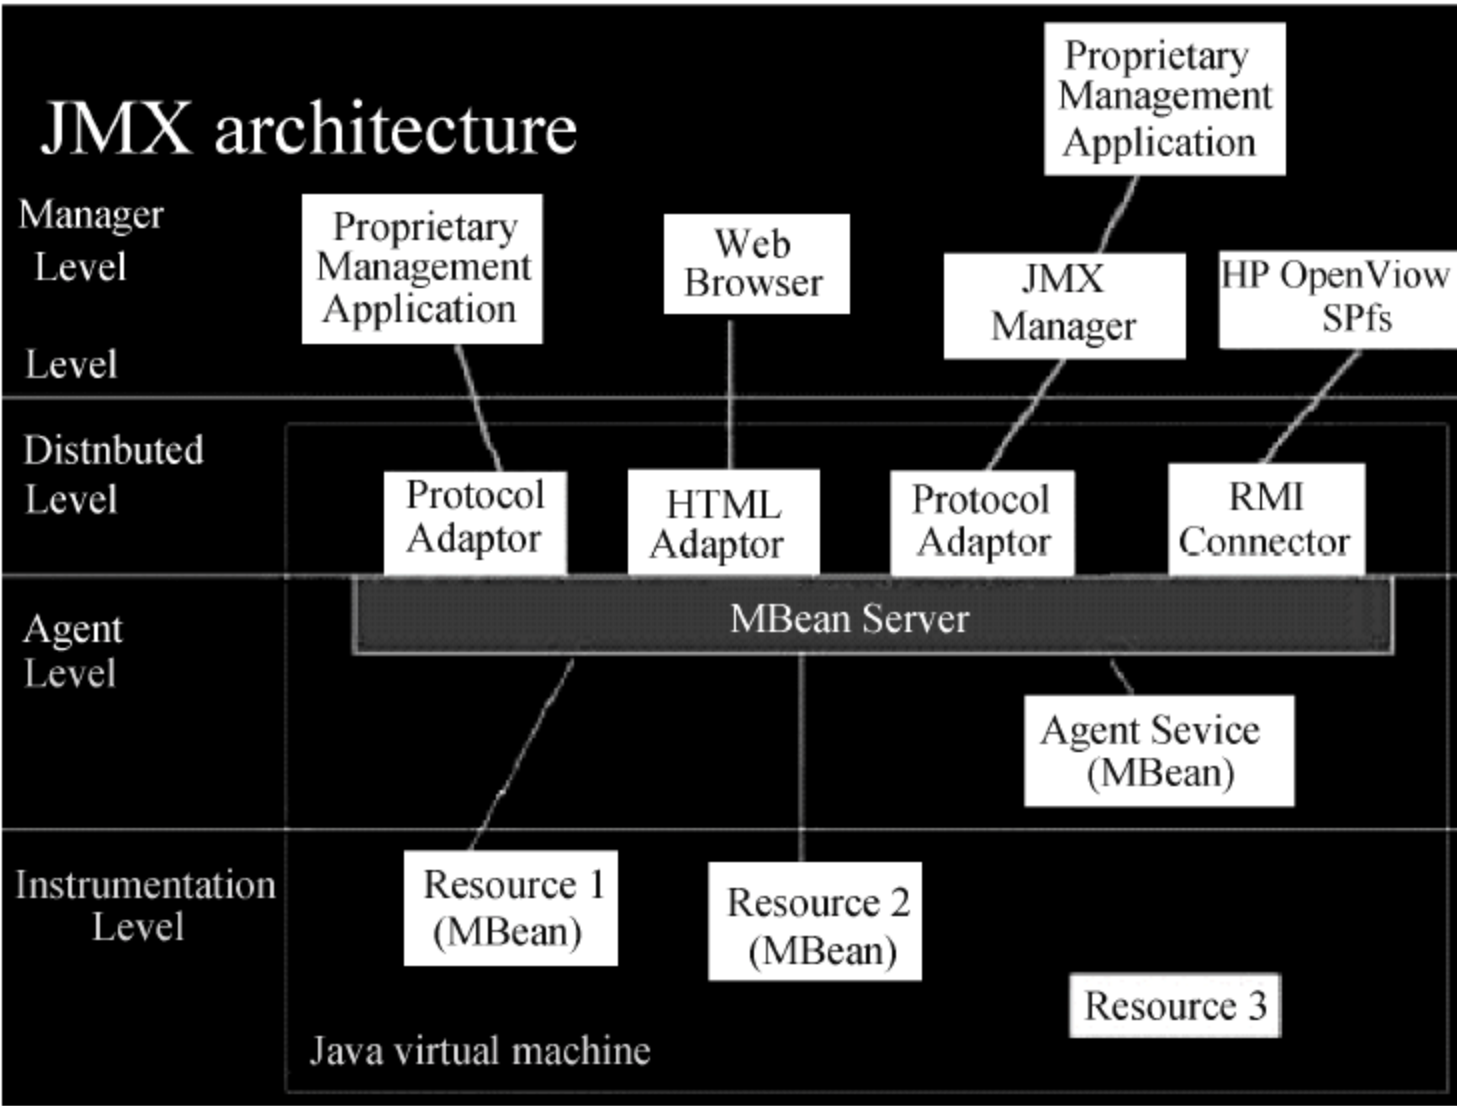 JMX architecture
Proprietary
Management
Application
Manager
Level
Proprietary
Management
Application
Web
Browser
JMX
Manager
HP OpenViow
SPfs
Level
Distnbuted
Level
Protocol
Adaptor
HTML
Adaptor
Protocol
Adaptor
RMI
Connector
MBean Server
Agent
Level
Agent Sevice
(MBean)
Instrumentation
Level
Resource 1
(MBean)
Resource 2
(MBean)
Resource 3
Java virtual machine